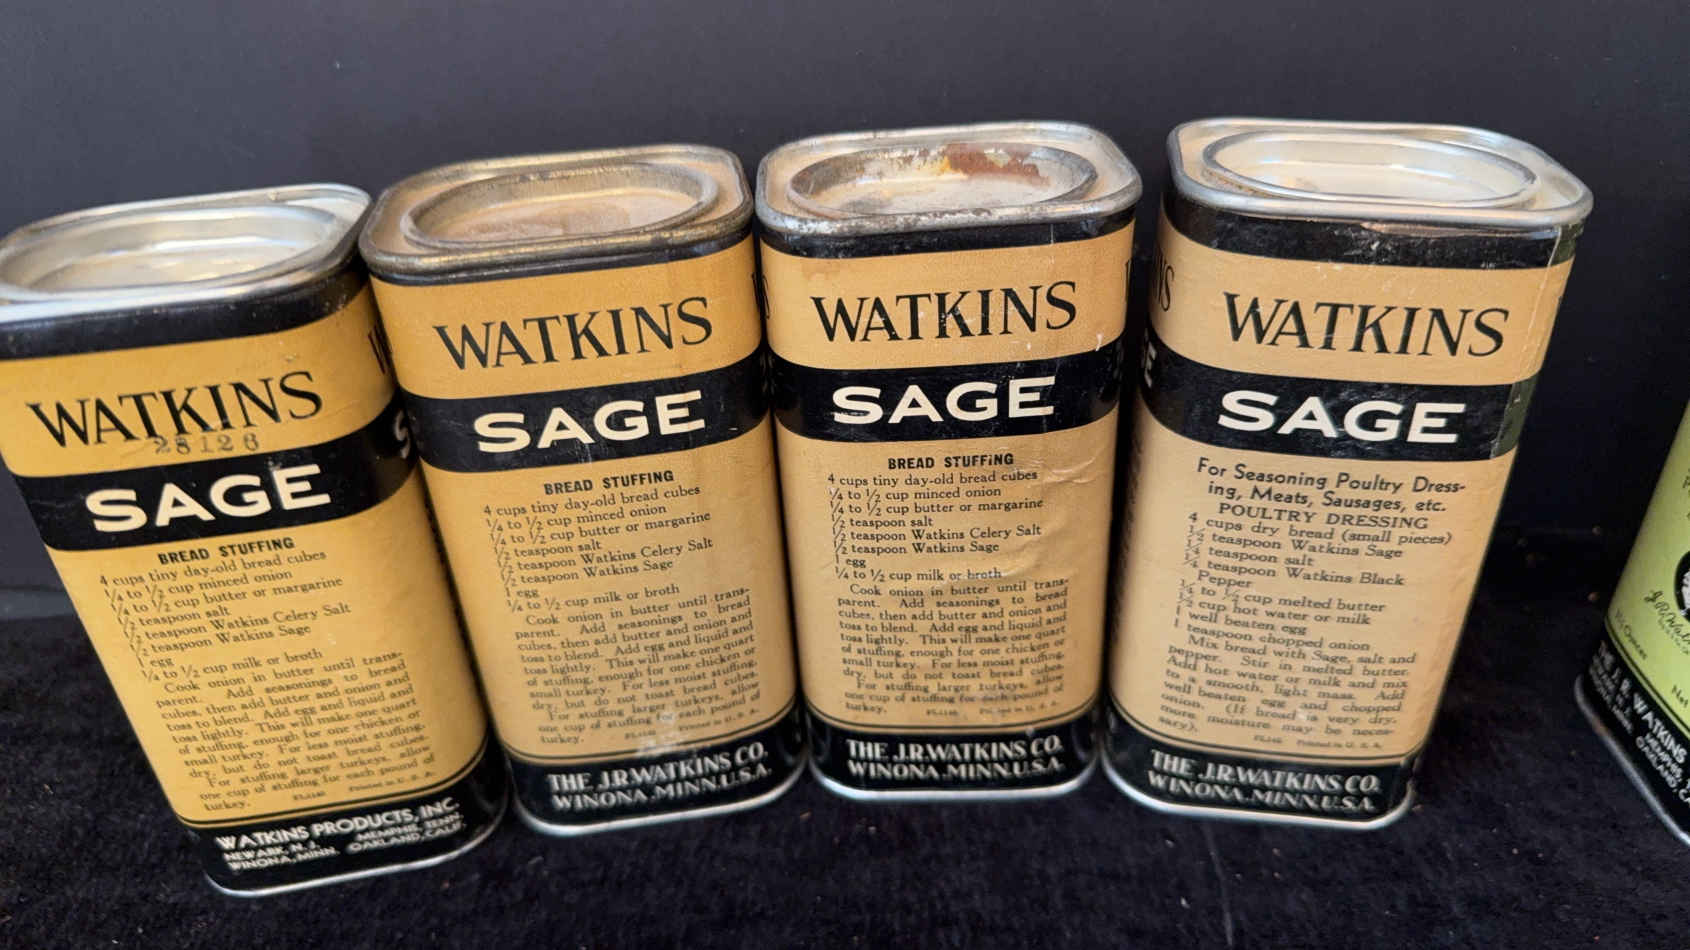 WATKINS
28126
SAGE
BREAD STUFFING
4 cups tiny day-old bread cubes
¼ to ½ cup minced onion
¼ to ½ cup butter or margarine
½ teaspoon salt
½ teaspoon Watkins Celery Salt
½ teaspoon Watkins Sage
1 egg
¼ to ½ cup milk or broth
Cook onion in butter until trans-
parent. Add seasonings to bread
cubes, then add butter and onion and
toss to blend. Add egg and liquid and
toss lightly. This will make one quart
of stuffing, enough for one chicken or
small turkey. For less moist stuffing,
dry, but do not toast bread cubes.
For stuffing larger turkeys, allow
one cup of stuffing for each pound of
turkey.
Printed in U. S. A.
WATKINS PRODUCTS, INC.
NEWARK, N. J. MEMPHIS, TENN.
WINONA, MINN. OAKLAND, CALIF.
WATKINS
SAGE
BREAD STUFFING
4 cups tiny day-old bread cubes
¼ to ½ cup minced onion
¼ to ½ cup butter or margarine
½ teaspoon salt
½ teaspoon Watkins Celery Salt
½ teaspoon Watkins Sage
1 egg
¼ to ½ cup milk or broth
Cook onion in butter until trans-
parent. Add seasonings to bread
cubes, then add butter and onion and
toss to blend. Add egg and liquid and
toss lightly. This will make one quart
of stuffing, enough for one chicken or
small turkey. For less moist stuffing,
dry, but do not toast bread cubes.
For stuffing larger turkeys, allow
one cup of stuffing for each pound of
turkey.
Printed in U. S. A.
THE J.R.WATKINS CO.
WINONA.MINN.U.S.A.
WATKINS
SAGE
BREAD STUFFING
4 cups tiny day-old bread cubes
¼ to ½ cup minced onion
¼ to ½ cup butter or margarine
½ teaspoon salt
½ teaspoon Watkins Celery Salt
½ teaspoon Watkins Sage
1 egg
¼ to ½ cup milk or broth
Cook onion in butter until trans-
parent. Add seasonings to bread
cubes, then add butter and onion and
toss to blend. Add egg and liquid and
toss lightly. This will make one quart
of stuffing, enough for one chicken or
small turkey. For less moist stuffing,
dry, but do not toast bread cubes.
For stuffing larger turkeys, allow
one cup of stuffing for each pound of
turkey.
in U. S. A.
THE J.R.WATKINS CO.
WINONA.MINN.U.S.A.
WATKINS
SAGE
For Seasoning Poultry Dress-
ing, Meats, Sausages, etc.
POULTRY DRESSING
4 cups dry bread (small pieces)
½ teaspoon Watkins Sage
½ teaspoon salt
¼ teaspoon Watkins Black
Pepper
¼ to ½ cup melted butter
½ cup hot water or milk
1 well beaten egg
1 teaspoon chopped onion
Mix bread with Sage, salt and
pepper. Stir in melted butter.
Add hot water or milk and mix
to a smooth, light mass. Add
well beaten egg and chopped
onion. (If bread is very dry,
more moisture may be neces-
sary).
Printed in U. S. A.
THE J.R.WATKINS CO.
WINONA.MINN.U.S.A.
Net
WATKINS
MEMPHIS,
OAKLAND,